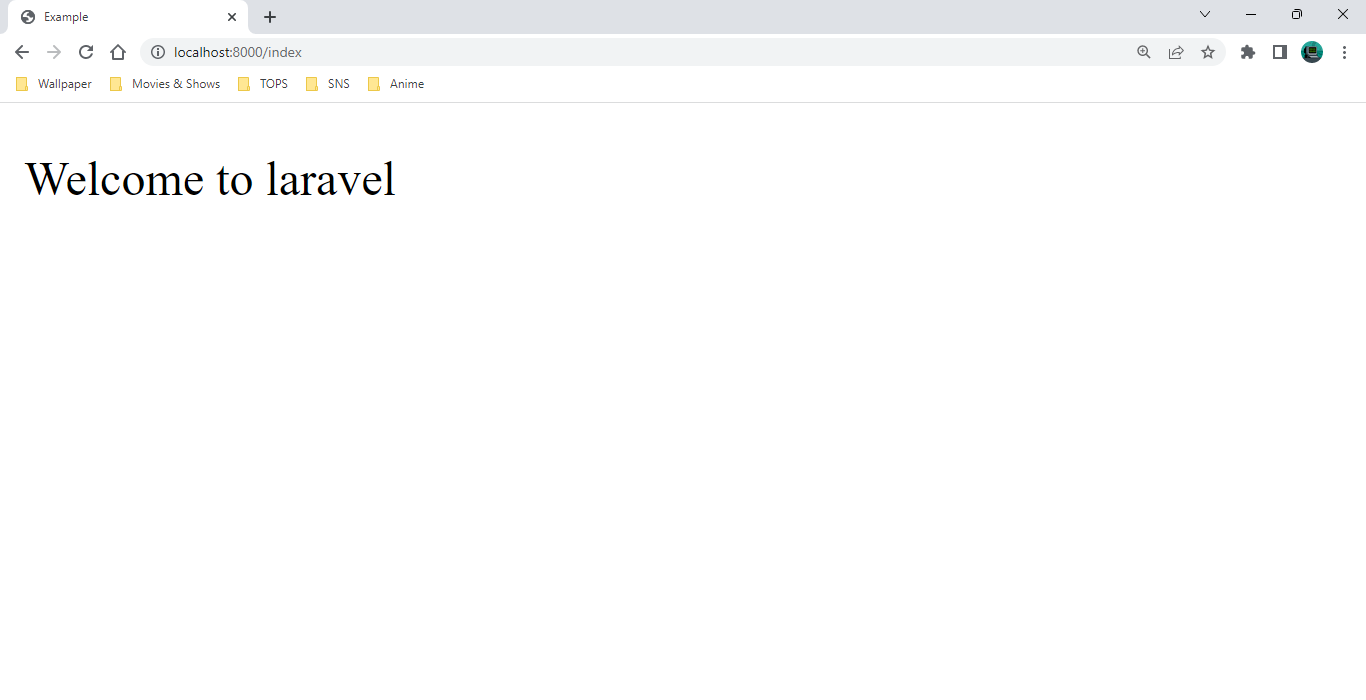 Example
localhost:8000/index
Wallpaper Movies & Shows TOPS SNS Anime
Welcome to laravel